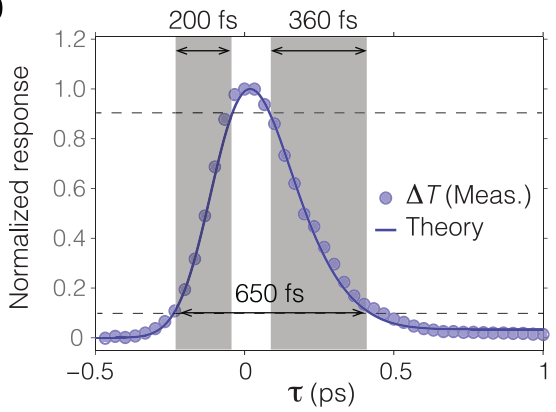 )
200 fs 360 fs
1.2
1.0
0.8
0.6
0.4
0.2
0
Normalized response
ΔT (Meas.)
Theory
650 fs
−0.5 0 0.5 1
τ (ps)